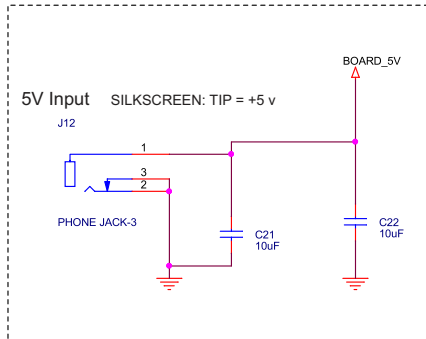 BOARD_5V
5V Input SILKSCREEN: TIP = +5 v
J12
1
3
2
PHONE JACK-3
C21
10uF
C22
10uF